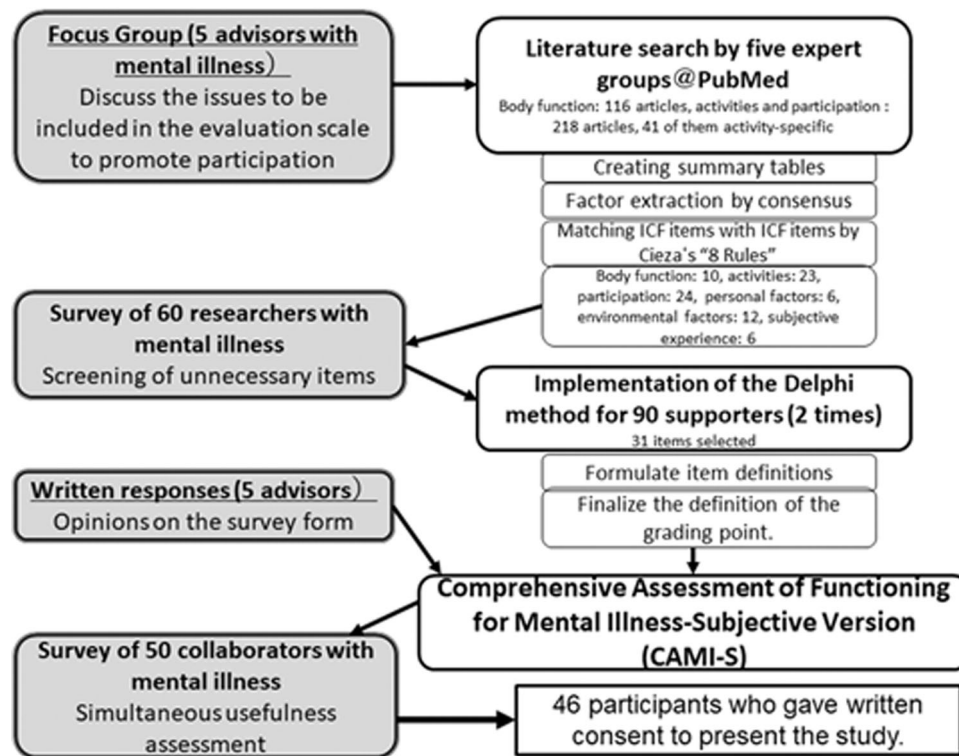 Focus Group (5 advisors with
mental illness）
Discuss the issues to be
included in the evaluation scale
to promote participation
Literature search by five expert
groups＠PubMed
Body function: 116 articles, activities and participation :
218 articles, 41 of them activity-specific
Creating summary tables
Factor extraction by consensus
Matching ICF items with ICF items by
Cieza's "8 Rules"
Body function: 10, activities: 23,
participation: 24, personal factors: 6,
environmental factors: 12, subjective
experience: 6
Survey of 60 researchers with
mental illness
Screening of unnecessary items
Implementation of the Delphi
method for 90 supporters (2 times)
31 items selected
Formulate item definitions
Finalize the definition of the
grading point.
Written responses (5 advisors）
Opinions on the survey form
Comprehensive Assessment of Functioning
for Mental Illness-Subjective Version
(CAMI-S)
Survey of 50 collaborators with
mental illness
Simultaneous usefulness
assessment
46 participants who gave written
consent to present the study.